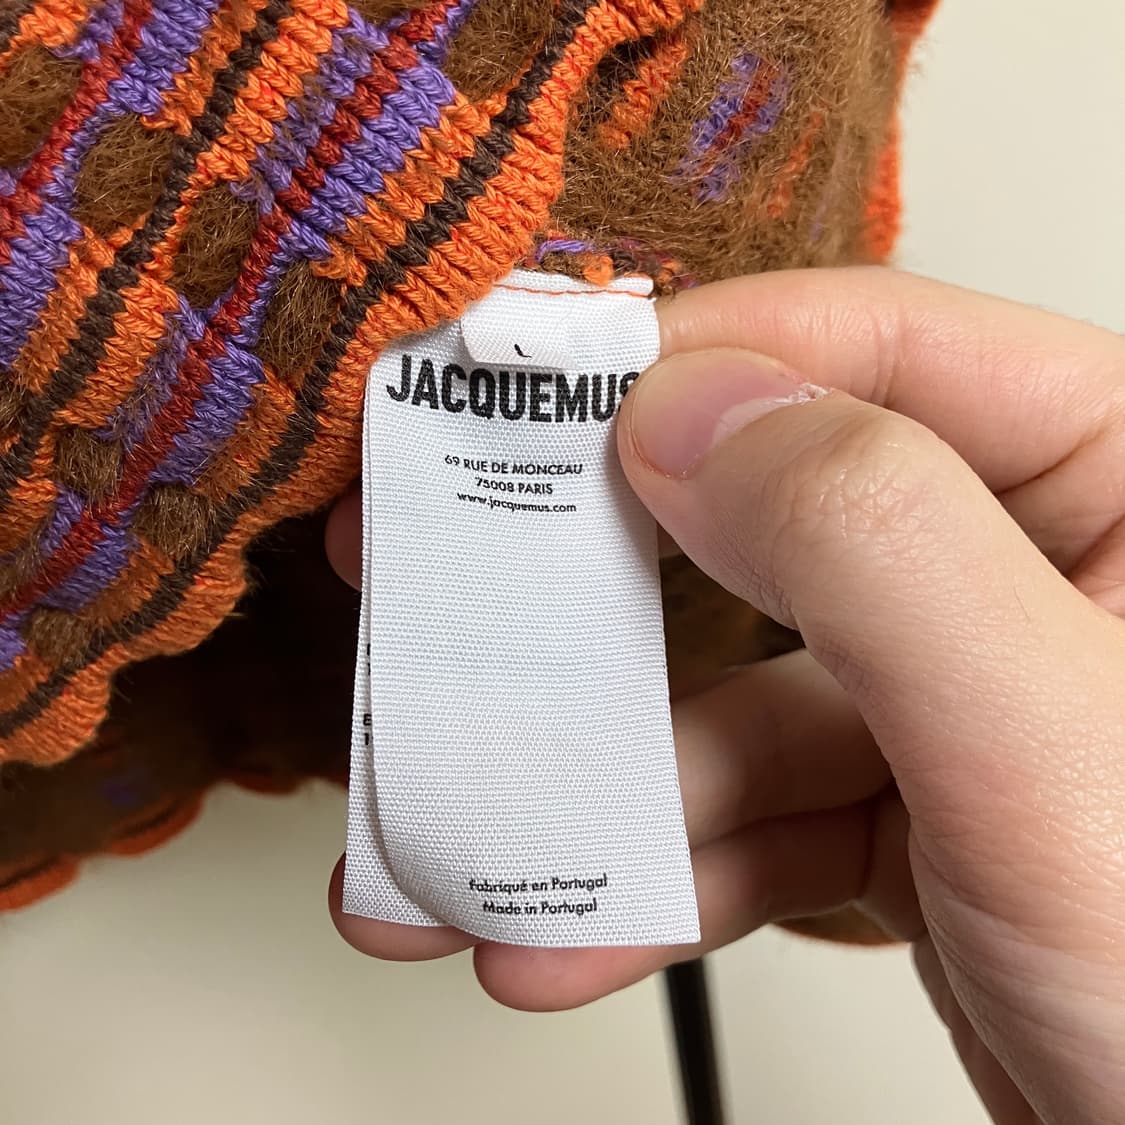 L
JACQUEMUS
69 RUE DE MONCEAU
75008 PARIS
www.jacquemus.com
Fabriqué en Portugal
Made in Portugal